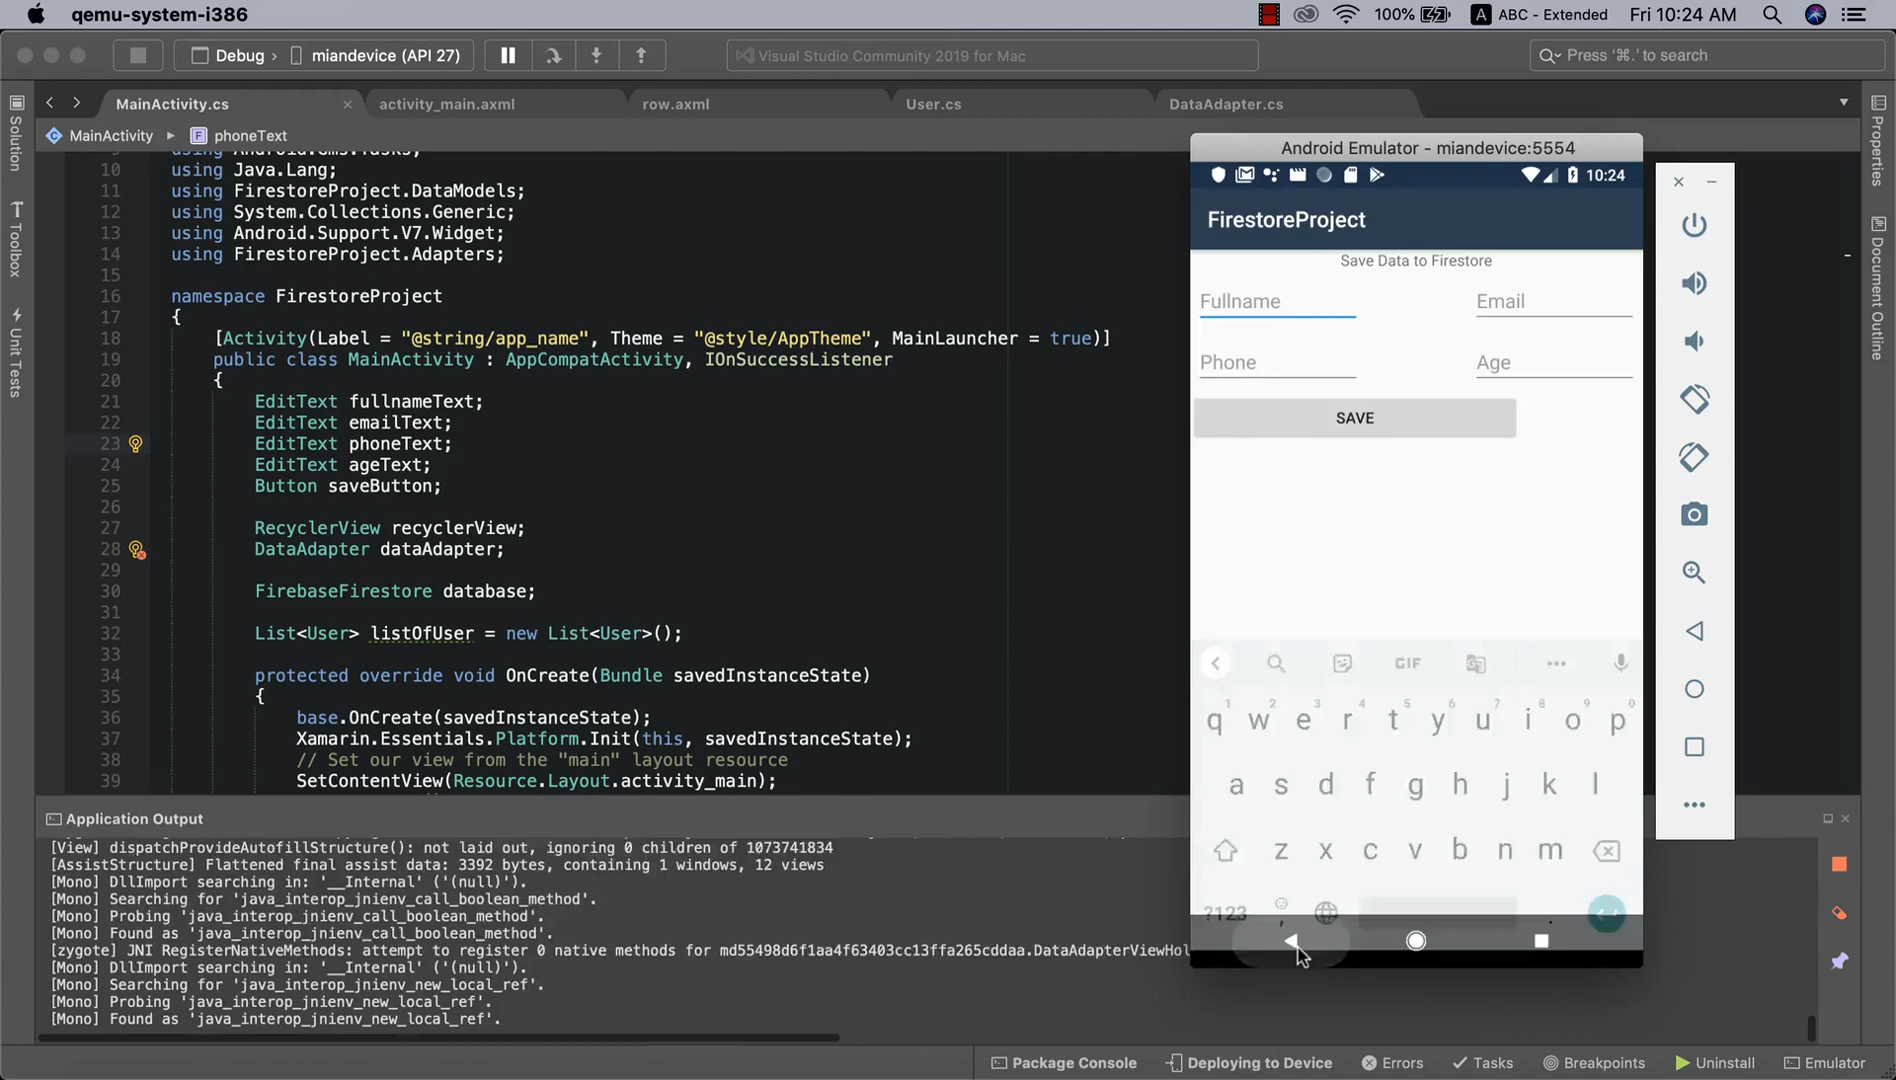 qemu-system-i386
100%
A ABC - Extended
Fri 10:24 AM
Debug
miandevice (API 27)
Visual Studio Community 2019 for Mac
Press ‘⌘.’ to search
MainActivity.cs
activity_main.axml
row.axml
User.cs
DataAdapter.cs
MainActivity
phoneText
Solution
Toolbox
Unit Tests
Properties
Document Outline
10 using Java.Lang;
11 using FirestoreProject.DataModels;
12 using System.Collections.Generic;
13 using Android.Support.V7.Widget;
14 using FirestoreProject.Adapters;
15
16 namespace FirestoreProject
17 {
18 [Activity(Label = "@string/app_name", Theme = "@style/AppTheme", MainLauncher = true)]
19 public class MainActivity : AppCompatActivity, IOnSuccessListener
20 {
21 EditText fullnameText;
22 EditText emailText;
23 EditText phoneText;
24 EditText ageText;
25 Button saveButton;
26
27 RecyclerView recyclerView;
28 DataAdapter dataAdapter;
29
30 FirebaseFirestore database;
31
32 List<User> listOfUser = new List<User>();
33
34 protected override void OnCreate(Bundle savedInstanceState)
35 {
36 base.OnCreate(savedInstanceState);
37 Xamarin.Essentials.Platform.Init(this, savedInstanceState);
38 // Set our view from the "main" layout resource
39 SetContentView(Resource.Layout.activity_main);
Application Output
[View] dispatchProvideAutofillStructure(): not laid out, ignoring 0 children of 1073741834
[AssistStructure] Flattened final assist data: 3392 bytes, containing 1 windows, 12 views
[Mono] DllImport searching in: '__Internal' ('(null)').
[Mono] Searching for 'java_interop_jnienv_call_boolean_method'.
[Mono] Probing 'java_interop_jnienv_call_boolean_method'.
[Mono] Found as 'java_interop_jnienv_call_boolean_method'.
[zygote] JNI RegisterNativeMethods: attempt to register 0 native methods for md55498d6f1aa4f63403cc13ffa265cddaa.DataAdapterViewHol
[Mono] DllImport searching in: '__Internal' ('(null)').
[Mono] Searching for 'java_interop_jnienv_new_local_ref'.
[Mono] Probing 'java_interop_jnienv_new_local_ref'.
[Mono] Found as 'java_interop_jnienv_new_local_ref'.
Android Emulator - miandevice:5554
10:24
FirestoreProject
Save Data to Firestore
Fullname
Email
Phone
Age
SAVE
GIF
1 2 3 4 5 6 7 8 9 0
q w e r t y u i o p
a s d f g h j k l
z x c v b n m
?123 , .
Package Console
Deploying to Device
Errors
Tasks
Breakpoints
Uninstall
Emulator